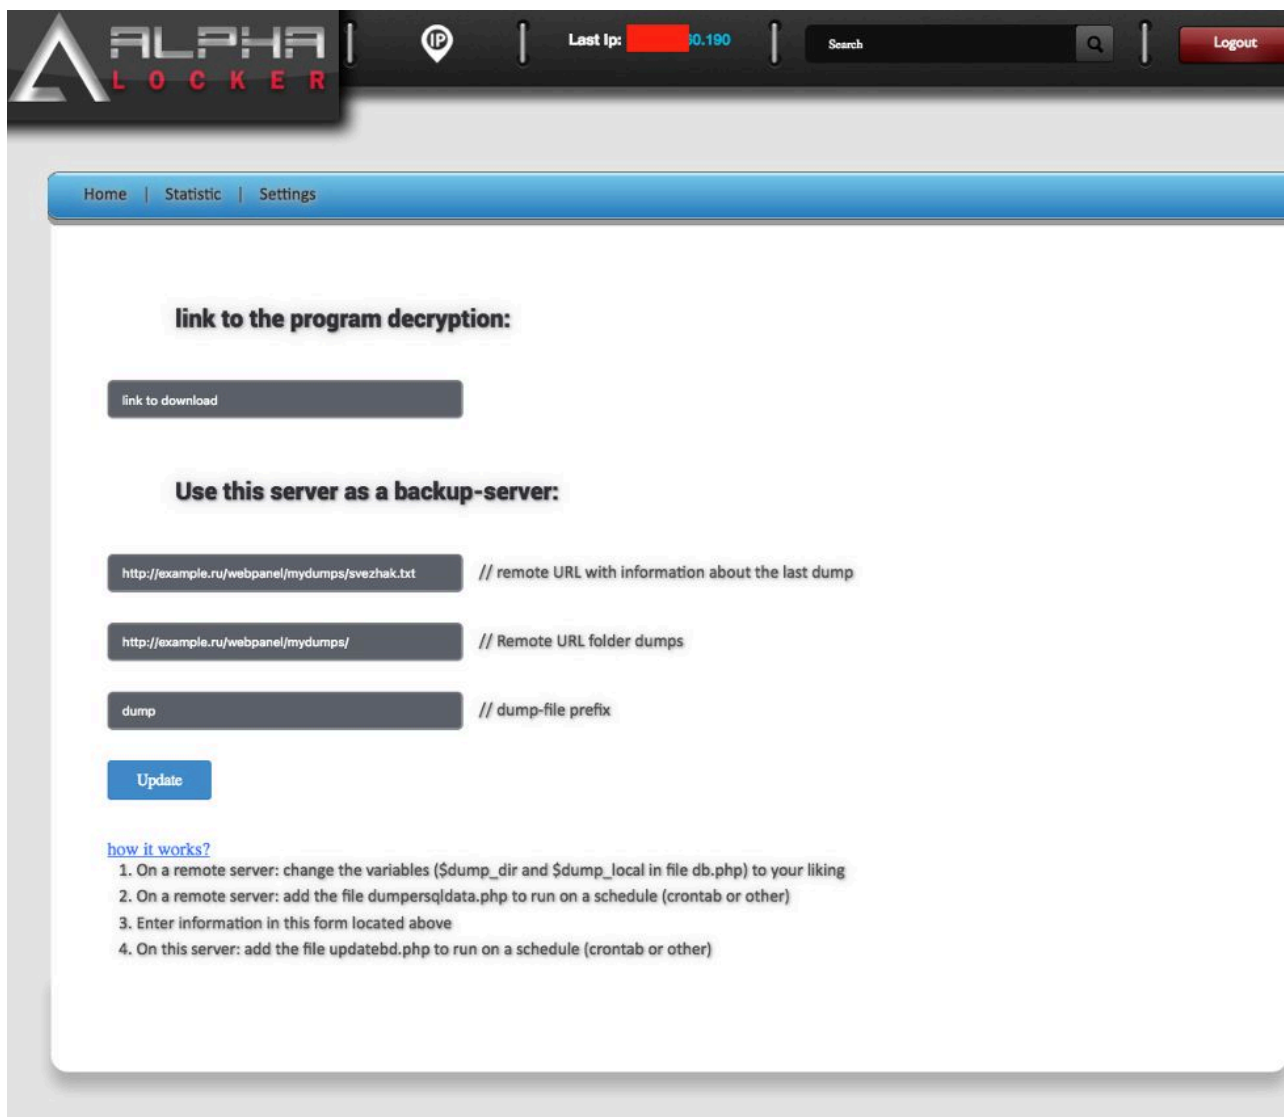 ALPHA
LOCKER
IP
Last Ip: 60.190
Search
Logout
Home | Statistic | Settings
link to the program decryption:
link to download
Use this server as a backup-server:
http://example.ru/webpanel/mydumps/svezhak.txt // remote URL with information about the last dump
http://example.ru/webpanel/mydumps/ // Remote URL folder dumps
dump // dump-file prefix
Update
how it works?
1. On a remote server: change the variables ($dump_dir and $dump_local in file db.php) to your liking
2. On a remote server: add the file dumpersqldata.php to run on a schedule (crontab or other)
3. Enter information in this form located above
4. On this server: add the file updatebd.php to run on a schedule (crontab or other)